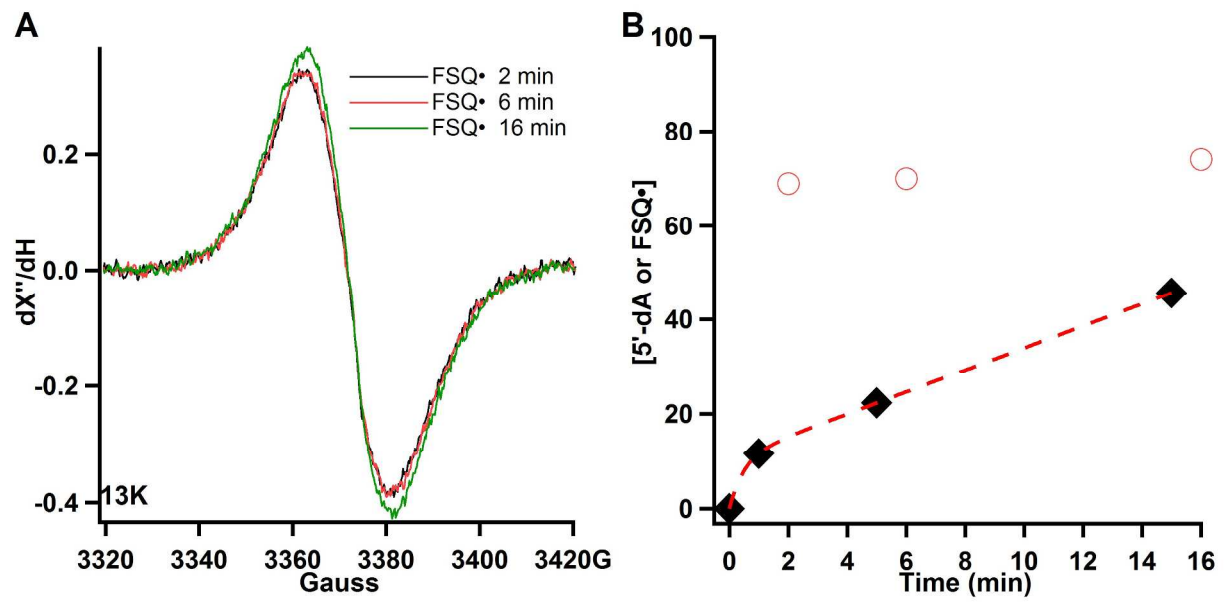 A
FSQ• 2 min
FSQ• 6 min
FSQ• 16 min
dX"/dH
0.2
0.0
-0.2
-0.4
13K
3320 3340 3360 3380 3400 3420G
Gauss
B
[5'-dA or FSQ•]
100
80
60
40
20
0
0 2 4 6 8 10 12 14 16
Time (min)